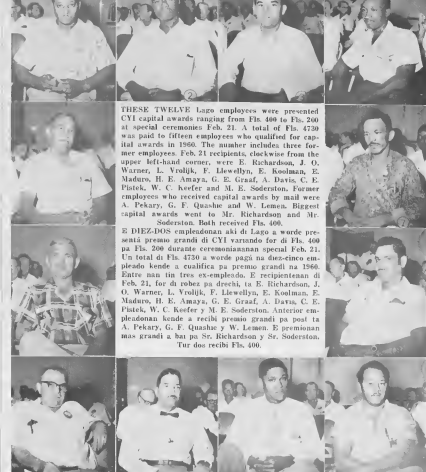 THESE TWELVE Lago employees were presented
CYI capital awards ranging from Fls. 400 to Fls. 200
at special ceremonies Feb. 21. A total of Fls. 4730
was paid to fifteen employees who qualified for cap-
ital awards in 1960. The number includes three for-
mer employees. Feb. 21 recipients, clockwise from the
upper left-hand corner, were E. Richardson, J. O.
Warner, L. Vrolijk, F. Llewellyn, E. Koolman, E.
Maduro, H. E. Amaya, G. E. Graaf, A. Davis, C. E.
Pistek, W. C. Keefer and M. E. Soderston. Former
employees who received capital awards by mail were
A. Pekary, G. F. Quashie and W. Lemen. Biggest
capital awards went to Mr. Richardson and Mr.
Soderston. Both received Fls. 400.
E DIEZ-DOS empleadonan aki di Lago a worde pre-
sentá premio grandi di CYI variando for di Fls. 400
pa Fls. 200 durante ceremoniananan special Feb. 21.
Un total di Fls. 4730 a worde pagá na diez-cinco em-
pleado kende a cualifica pa premio grandi na 1960.
Entre nan tin tres ex-empleado. E recipientenan di
Feb. 21, for di robez pa drechi, ta E. Richardson, J.
O. Warner, L. Vrolijk, F. Llewellyn, E. Koolman, E.
Maduro, H. E. Amaya, G. E. Graaf, A. Davis, C. E.
Pistek, W. C. Keefer y M. E. Soderston. Anterior em-
pleadonan kende a recibi premio grandi pa post ta
A. Pekary, G. F. Quashie y W. Lemen. E premionan
mas grandi a bai pa Sr. Richardson y Sr. Soderston.
Tur dos recibi Fls. 400.